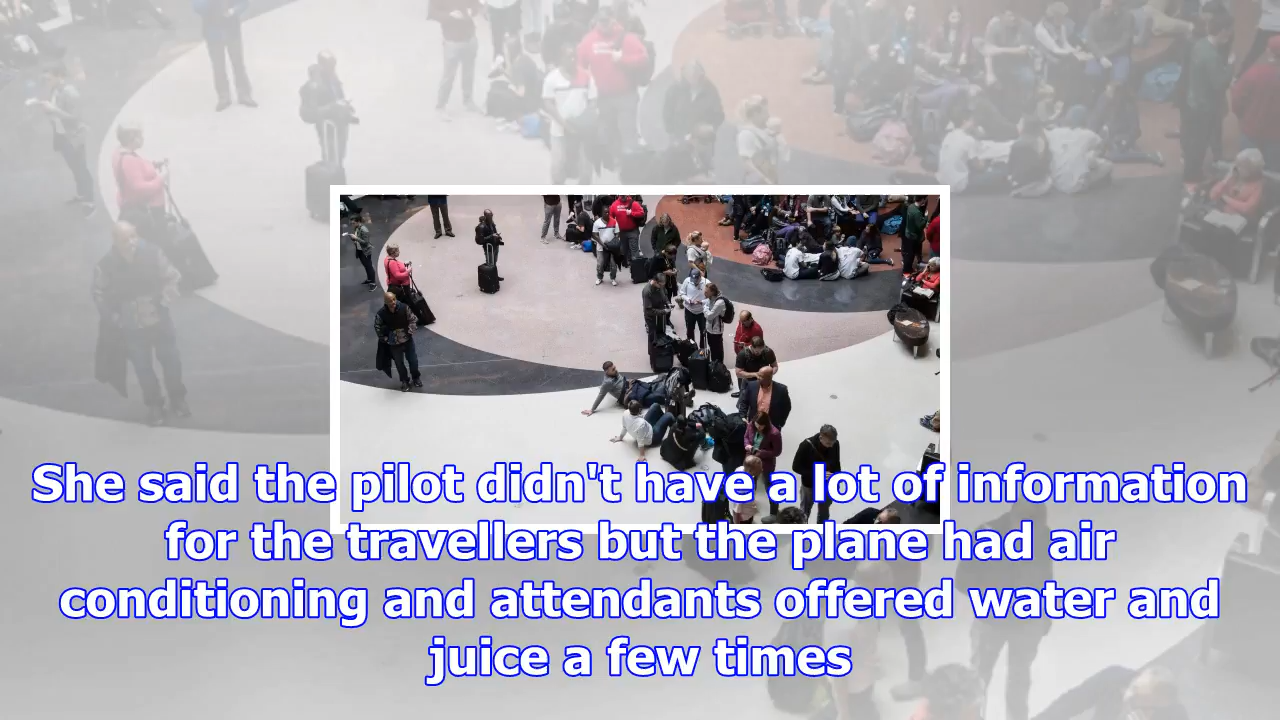 She said the pilot didn't have a lot of information
for the travellers but the plane had air
conditioning and attendants offered water and
juice a few times